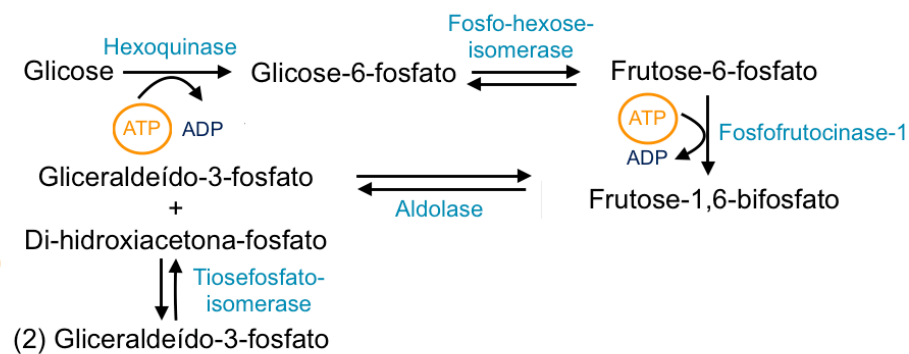 Glicose
Hexoquinase
ATP
ADP
Glicose-6-fosfato
Fosfo-hexose-
isomerase
Frutose-6-fosfato
ATP
ADP
Fosfofrutocinase-1
Frutose-1,6-bifosfato
Aldolase
Gliceraldeído-3-fosfato
+
Di-hidroxiacetona-fosfato
Tiosefosfato-
isomerase
(2) Gliceraldeído-3-fosfato